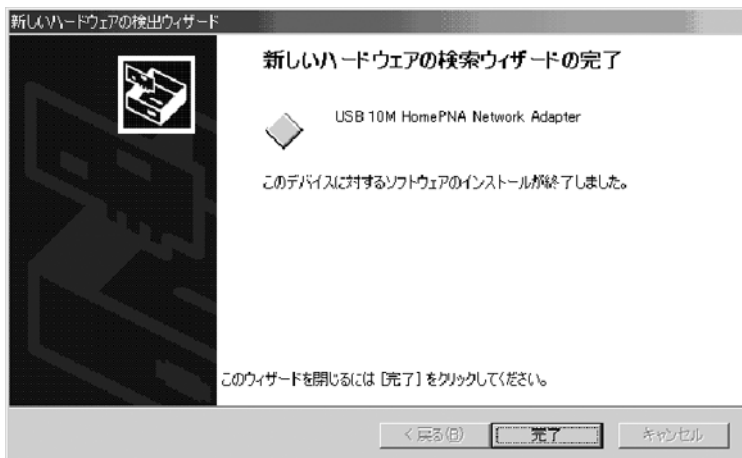 新しいハードウェアの検出ウィザード
新しいハードウェアの検索ウィザードの完了
USB 10M HomePNA Network Adapter
このデバイスに対するソフトウェアのインストールが終了しました。
このウィザードを閉じるには [完了] をクリックしてください。
< 戻る(B)
完了
キャンセル